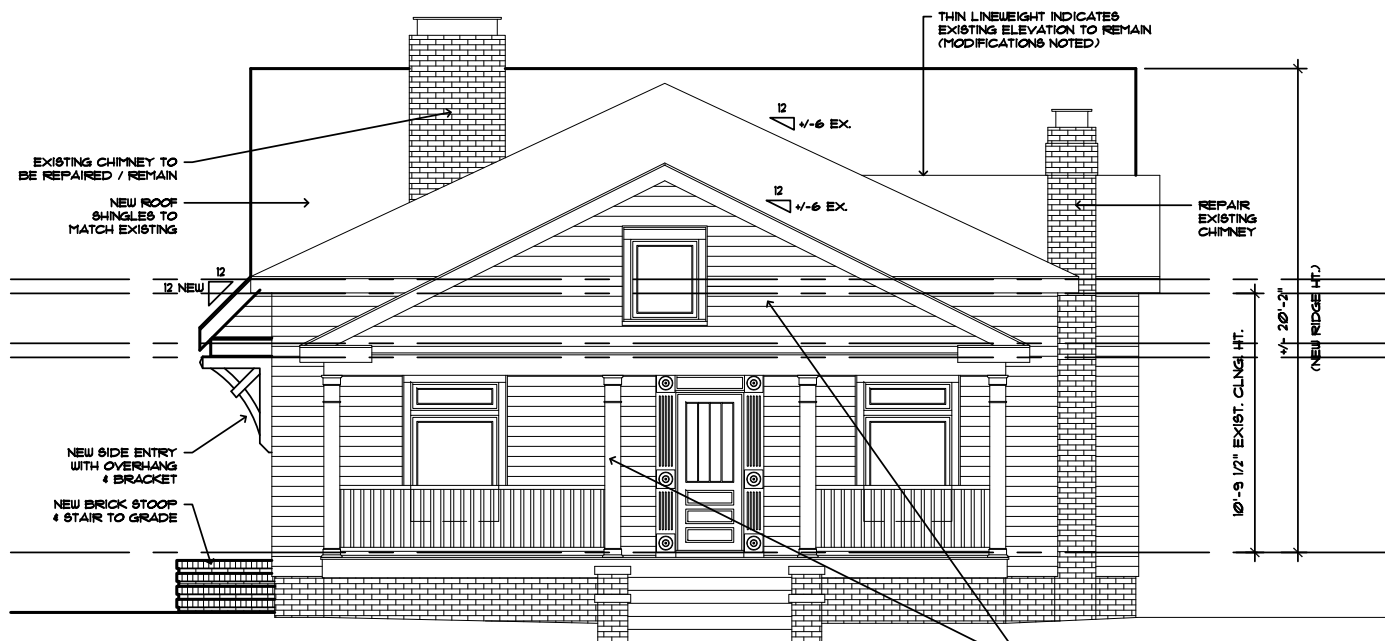 THIN LINEWEIGHT INDICATES
EXISTING ELEVATION TO REMAIN
(MODIFICATIONS NOTED)
12
+/-6 EX.
EXISTING CHIMNEY TO
BE REPAIRED / REMAIN
NEW ROOF
SHINGLES TO
MATCH EXISTING
12
+/-6 EX.
REPAIR
EXISTING
CHIMNEY
12
12 NEW
+/- 20'-2"
(NEW RIDGE HT.)
10'-9 1/2" EXIST. CLNG. HT.
NEW SIDE ENTRY
WITH OVERHANG
& BRACKET
NEW BRICK STOOP
& STAIR TO GRADE